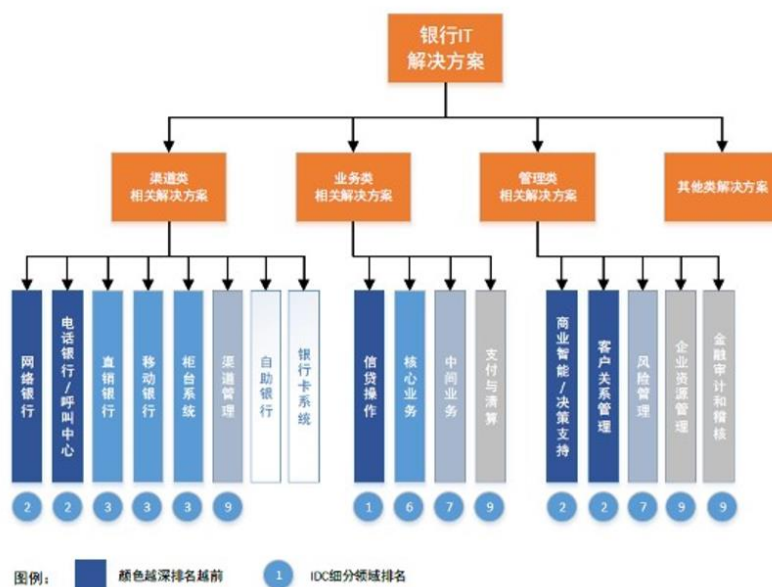 银行IT
解决方案
渠道类
相关解决方案
业务类
相关解决方案
管理类
相关解决方案
其他类解决方案
网络银行
电话银行/呼叫中心
直销银行
移动银行
柜台系统
渠道管理
自助银行
银行卡系统
信贷操作
核心业务
中间业务
支付与清算
商业智能/决策支持
客户关系管理
风险管理
企业资源管理
金融审计和稽核
2
2
3
3
3
9
1
6
7
9
2
2
7
9
9
图例：
颜色越深排名越前
1
IDC细分领域排名